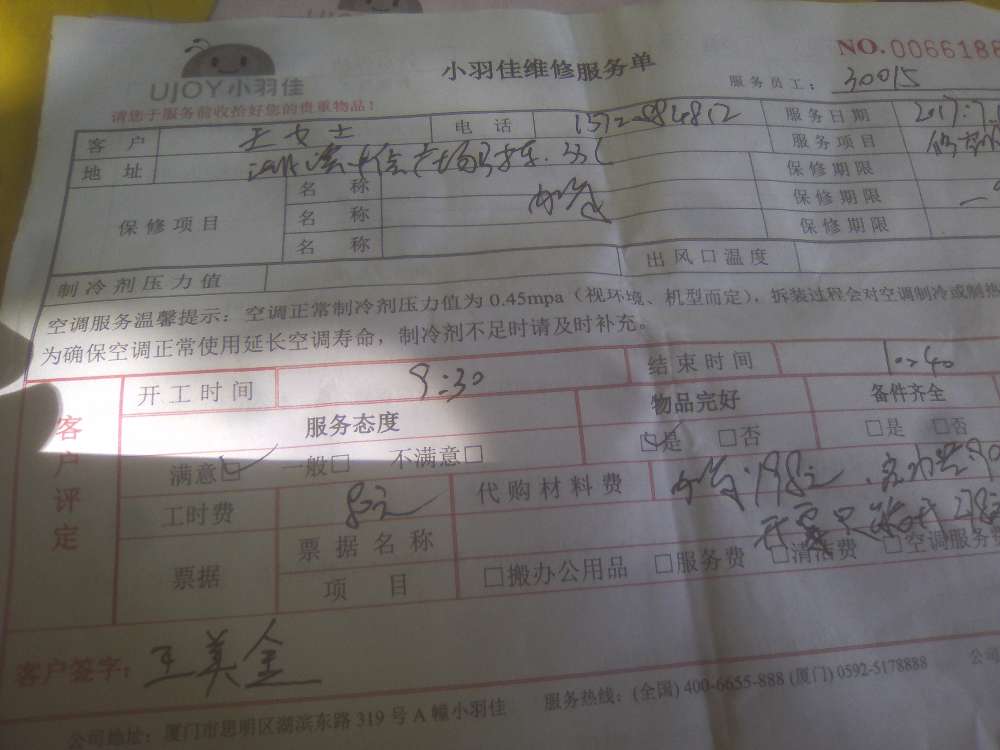 UJOY小羽佳
小羽佳维修服务单
NO.0066186
请您于服务前收拾好您的贵重物品！
服务员工：30015
客户 王女士 电话 服务日期 2017.
地址 服务项目
保修项目 名称 保修期限
名称 保修期限
名称 保修期限
制冷剂压力值 出风口温度
空调服务温馨提示：空调正常制冷剂压力值为0.45mpa（视环境、机型而定），拆装过程会对空调制冷或制
为确保空调正常使用延长空调寿命，制冷剂不足时请及时补充。
客户评定
开工时间 9:30 结束时间 10:40
服务态度 物品完好 备件齐全
满意☑ 一般□ 不满意□ ☑是 □否 □是 □否
工时费 80元 代购材料费 198元
票据 票据名称
项目 □搬办公用品 □服务费 □清洁费 □空调服务
客户签字：王美金
公司地址：厦门市思明区湖滨东路319号A幢小羽佳 服务热线：(全国) 400-6655-888 (厦门) 0592-5178888 公司